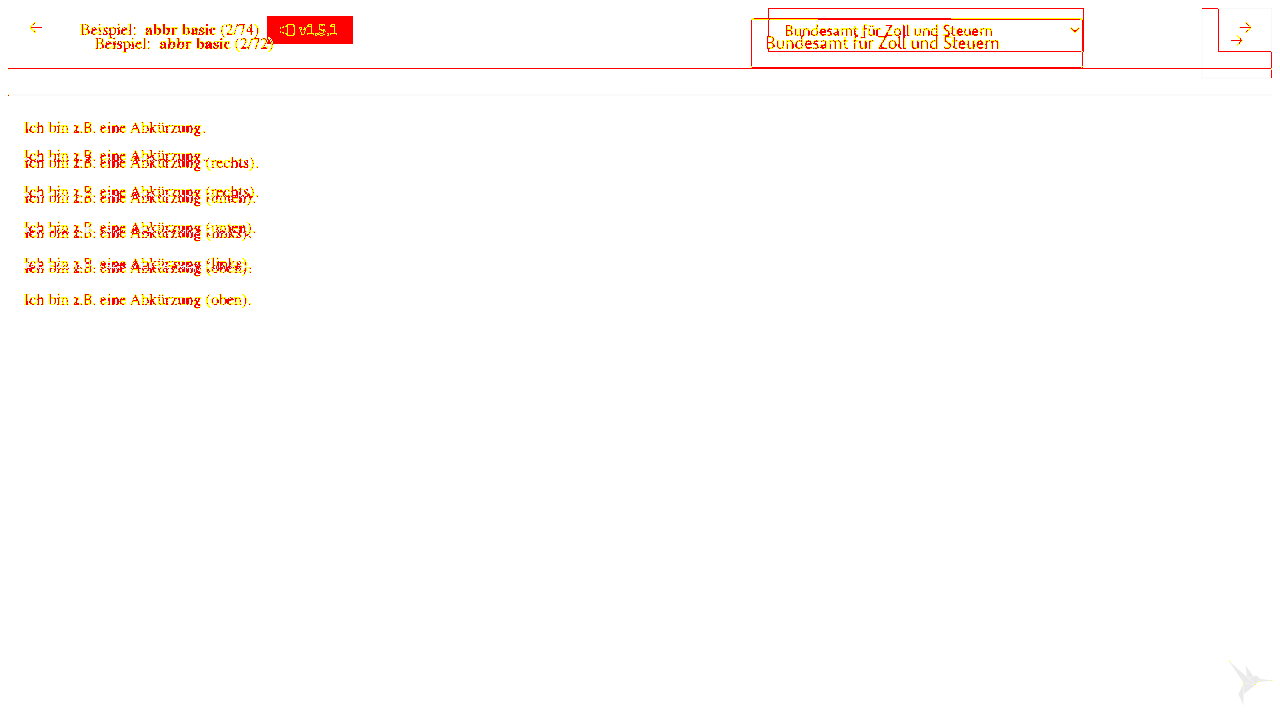 Beispiel: abbr basic (2/74) v1.5.1
Beispiel: abbr basic (2/72)
Bundesamt für Zoll und Steuern
Bundesamt für Zoll und Steuern
Ich bin z.B. eine Abkürzung.
Ich bin z.B. eine Abkürzung.
Ich bin z.B. eine Abkürzung (rechts).
Ich bin z.B. eine Abkürzung (rechts).
Ich bin z.B. eine Abkürzung (unten).
Ich bin z.B. eine Abkürzung (unten).
Ich bin z.B. eine Abkürzung (links).
Ich bin z.B. eine Abkürzung (links).
Ich bin z.B. eine Abkürzung (oben).
Ich bin z.B. eine Abkürzung (oben).